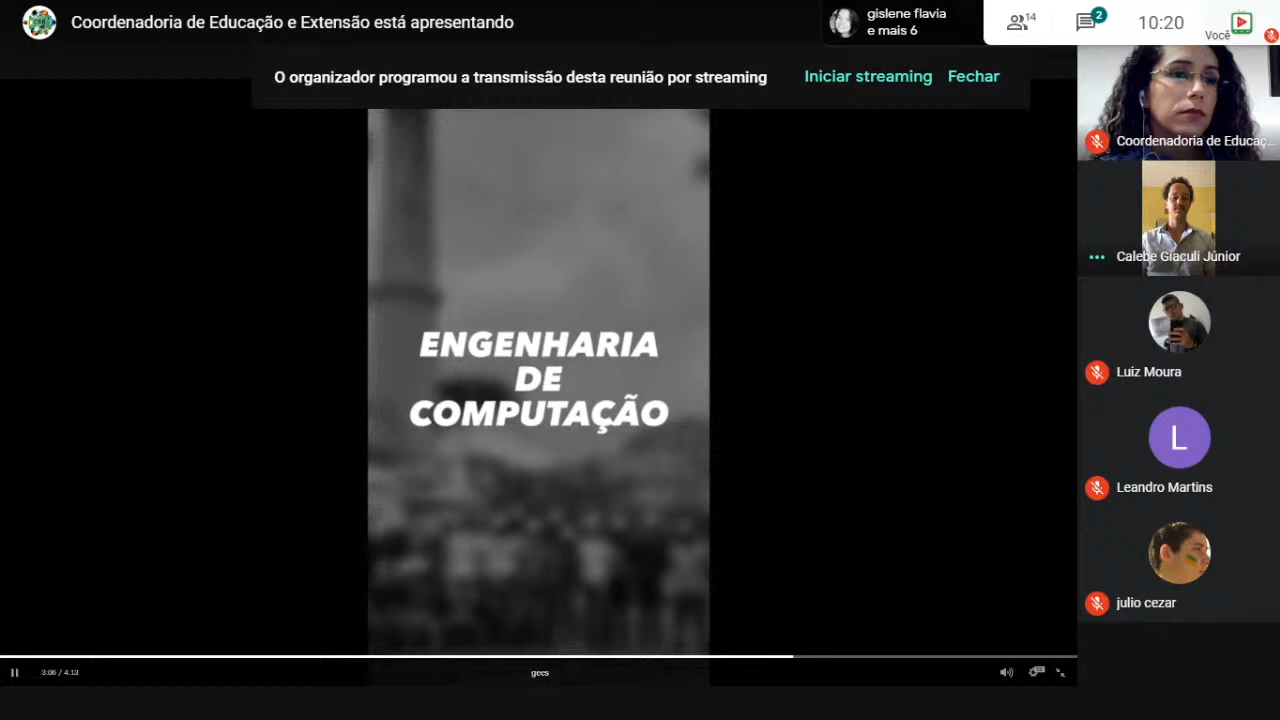 Coordenadoria de Educação e Extensão está apresentando
gislene flavia
e mais 6
14
2
10:20
Você
O organizador programou a transmissão desta reunião por streaming
Iniciar streaming
Fechar
Coordenadoria de Educaç...
Calebe Giaculi Júnior
Luiz Moura
L
Leandro Martins
julio cezar
ENGENHARIA
DE
COMPUTAÇÃO
3:06 / 4:13
gees